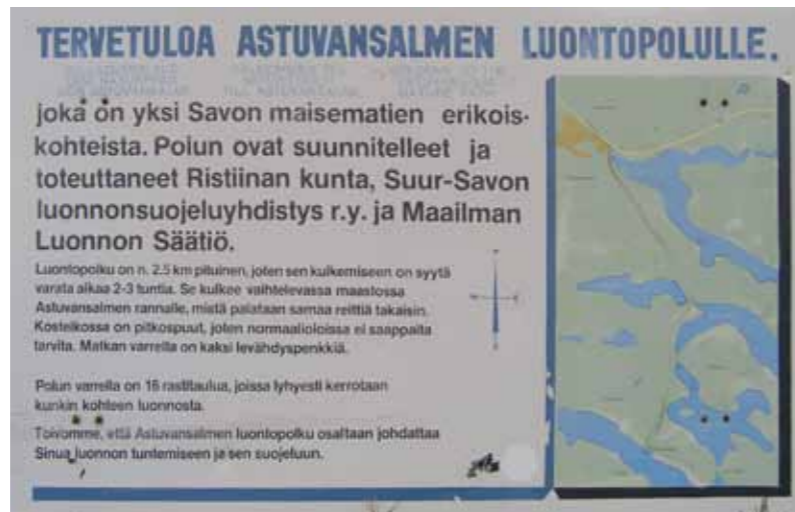 TERVETULOA ASTUVANSALMEN LUONTOPOLULLE.
joka on yksi Savon maisematien erikois-
kohteista. Polun ovat suunnitelleet ja
toteuttaneet Ristiinan kunta, Suur-Savon
luonnonsuojeluyhdistys r.y. ja Maailman
Luonnon Säätiö.
Luontopolku on n. 2.5 km pituinen, joten sen kulkemiseen on syytä
varata aikaa 2-3 tuntia. Se kulkee vaihtelevassa maastossa
Astuvansalmen rannalle, mistä palataan samaa reittiä takaisin.
Kosteikossa on pitkospuut, joten normaalioloissa ei saappaita
tarvita. Matkan varrella on kaksi levähdyspenkkiä.
Polun varrella on 16 rastitaulua, joissa lyhyesti kerrotaan
kunkin kohteen luonnosta.
Toivomme, että Astuvansalmen luontopolku osaltaan johdattaa
Sinua luonnon tuntemiseen ja sen suojeluun.